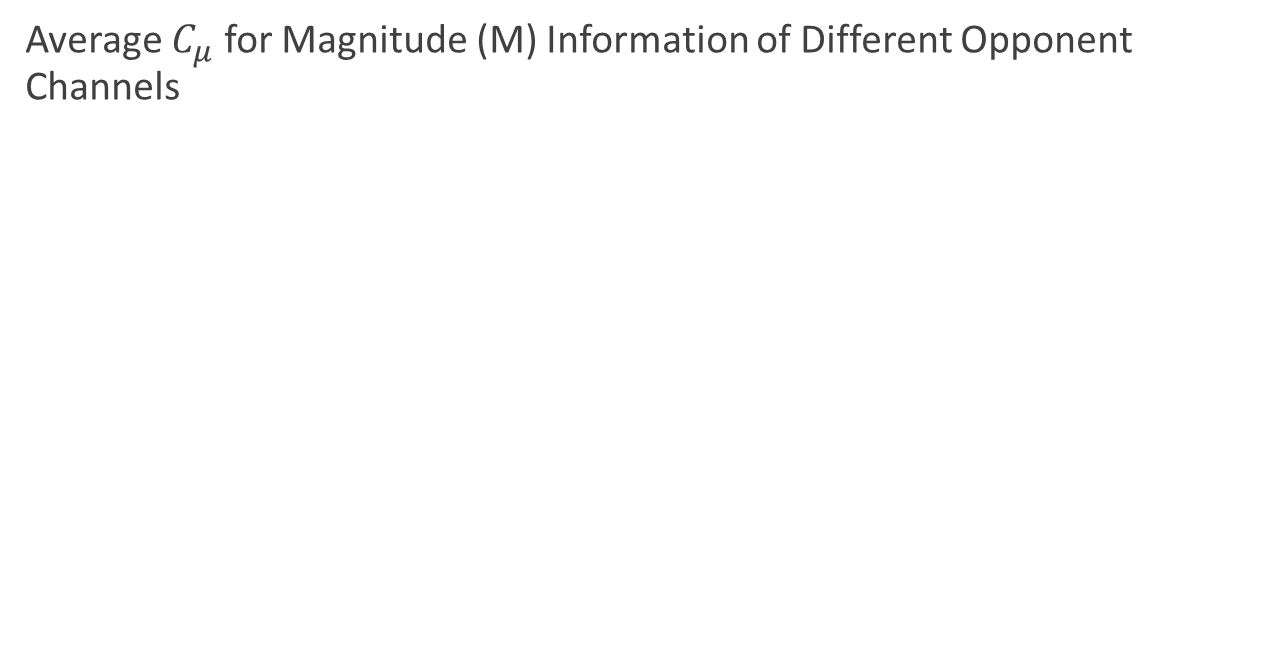 Average 𝐶𝜇 for Magnitude (M) Information of Different Opponent
Channels